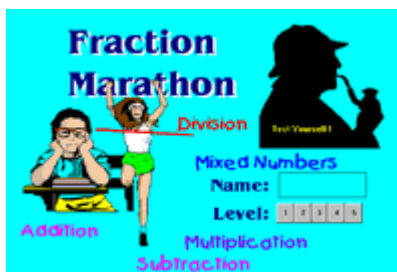 Fraction
Marathon
Division
Test Yourself!
Mixed Numbers
Name:
Level: 1 2 3 4 5
Addition
Multiplication
Subtraction